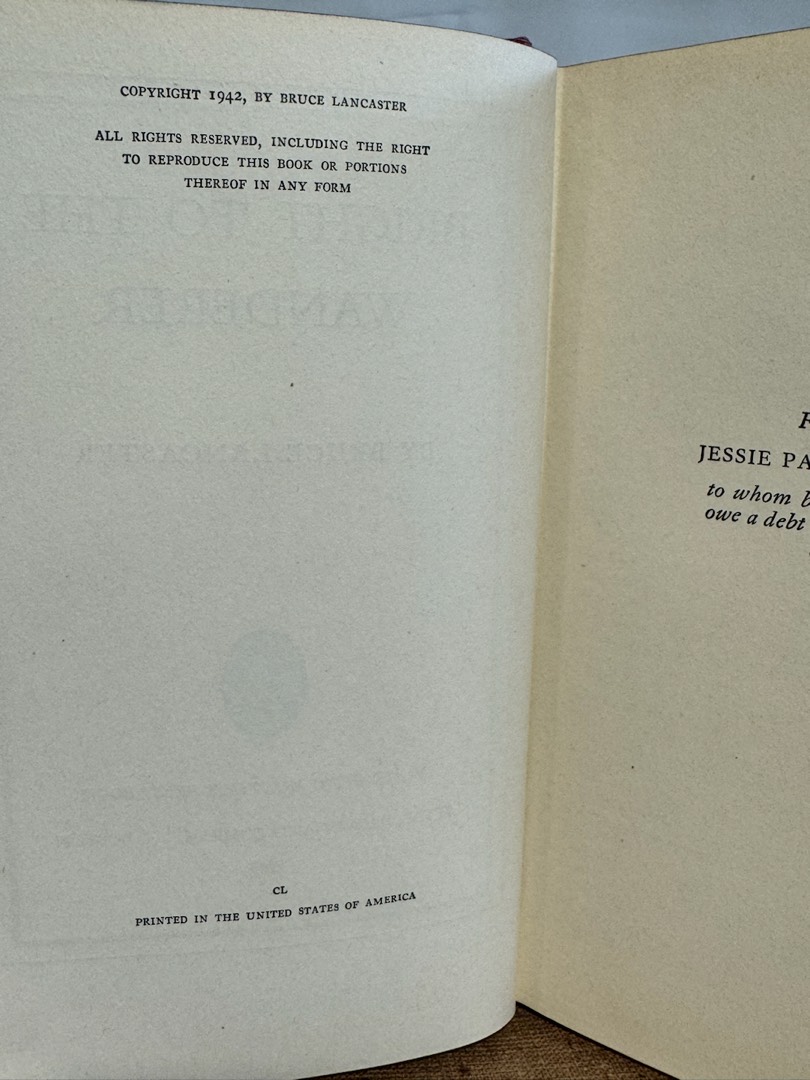 COPYRIGHT 1942, BY BRUCE LANCASTER
ALL RIGHTS RESERVED, INCLUDING THE RIGHT
TO REPRODUCE THIS BOOK OR PORTIONS
THEREOF IN ANY FORM
CL
PRINTED IN THE UNITED STATES OF AMERICA
JESSIE PA
to whom b
owe a debt